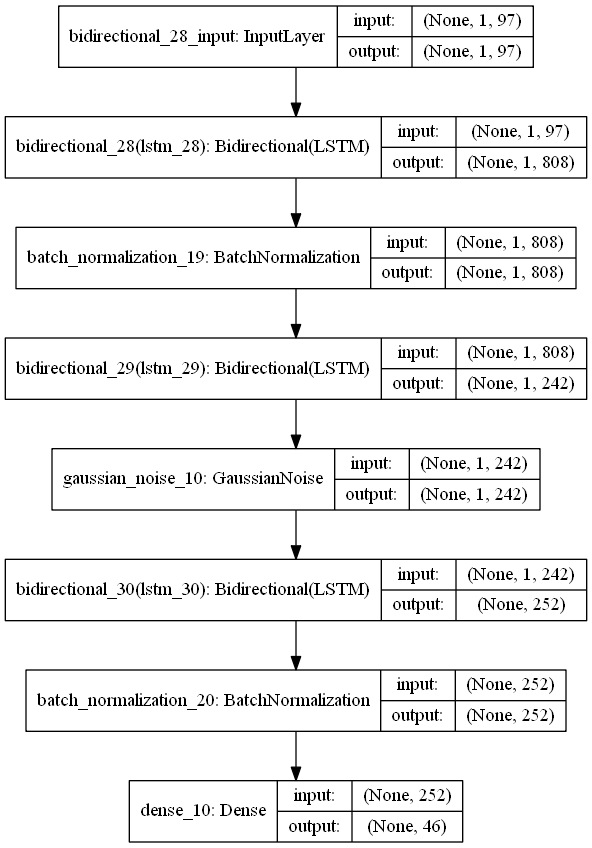 bidirectional_28_input: InputLayer input: (None, 1, 97)
output: (None, 1, 97)
bidirectional_28(lstm_28): Bidirectional(LSTM) input: (None, 1, 97)
output: (None, 1, 808)
batch_normalization_19: BatchNormalization input: (None, 1, 808)
output: (None, 1, 808)
bidirectional_29(lstm_29): Bidirectional(LSTM) input: (None, 1, 808)
output: (None, 1, 242)
gaussian_noise_10: GaussianNoise input: (None, 1, 242)
output: (None, 1, 242)
bidirectional_30(lstm_30): Bidirectional(LSTM) input: (None, 1, 242)
output: (None, 252)
batch_normalization_20: BatchNormalization input: (None, 252)
output: (None, 252)
dense_10: Dense input: (None, 252)
output: (None, 46)